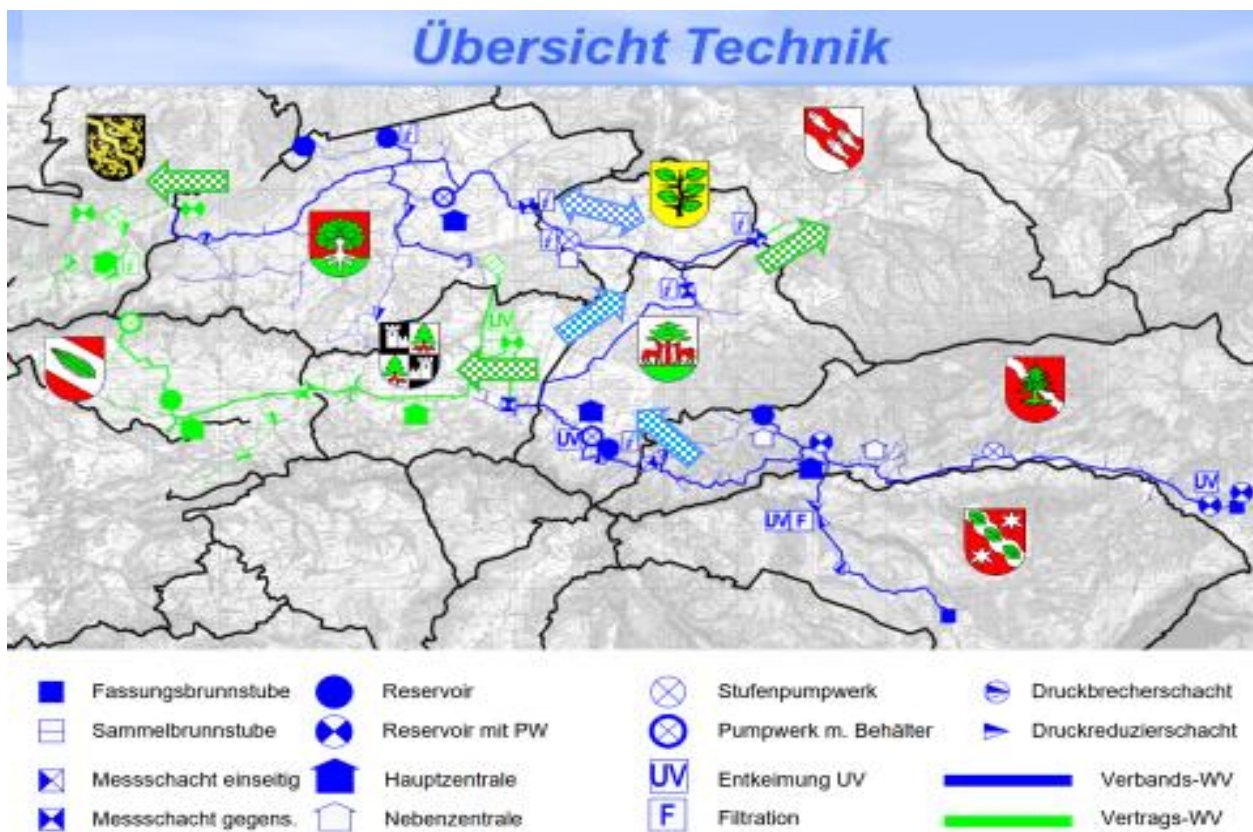 Übersicht Technik
UV
UV
UV
UV F
Fassungsbrunnstube
Reservoir
Stufenpumpwerk
Druckbrecherschacht
Sammelbrunnstube
Reservoir mit PW
Pumpwerk m. Behälter
Druckreduzierschacht
Messschacht einseitig
Hauptzentrale
UV
Entkeimung UV
Verbands-WV
Messschacht gegens.
Nebenzentrale
F
Filtration
Vertrags-WV